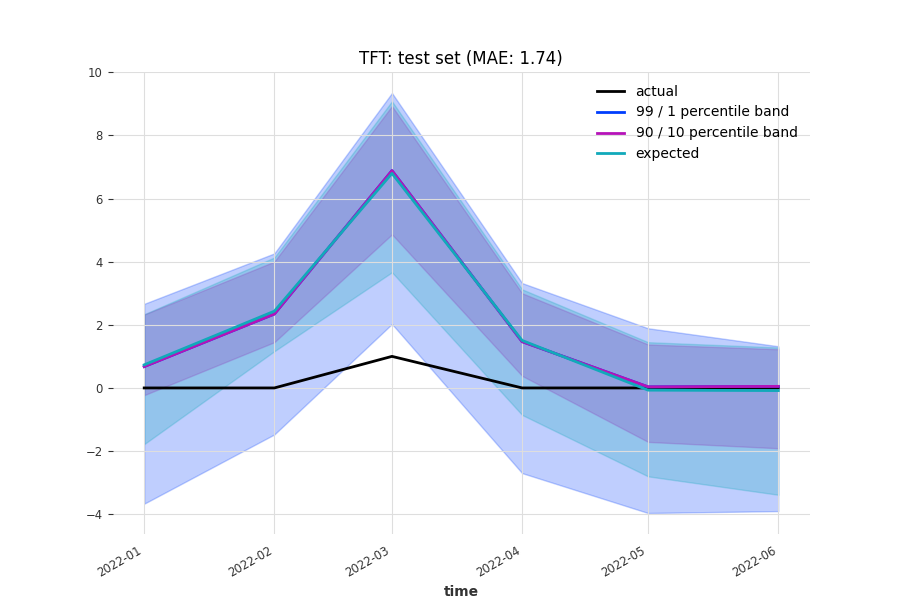 TFT: test set (MAE: 1.74)
actual
99 / 1 percentile band
90 / 10 percentile band
expected
10
8
6
4
2
0
−2
−4
2022-01
2022-02
2022-03
2022-04
2022-05
2022-06
time